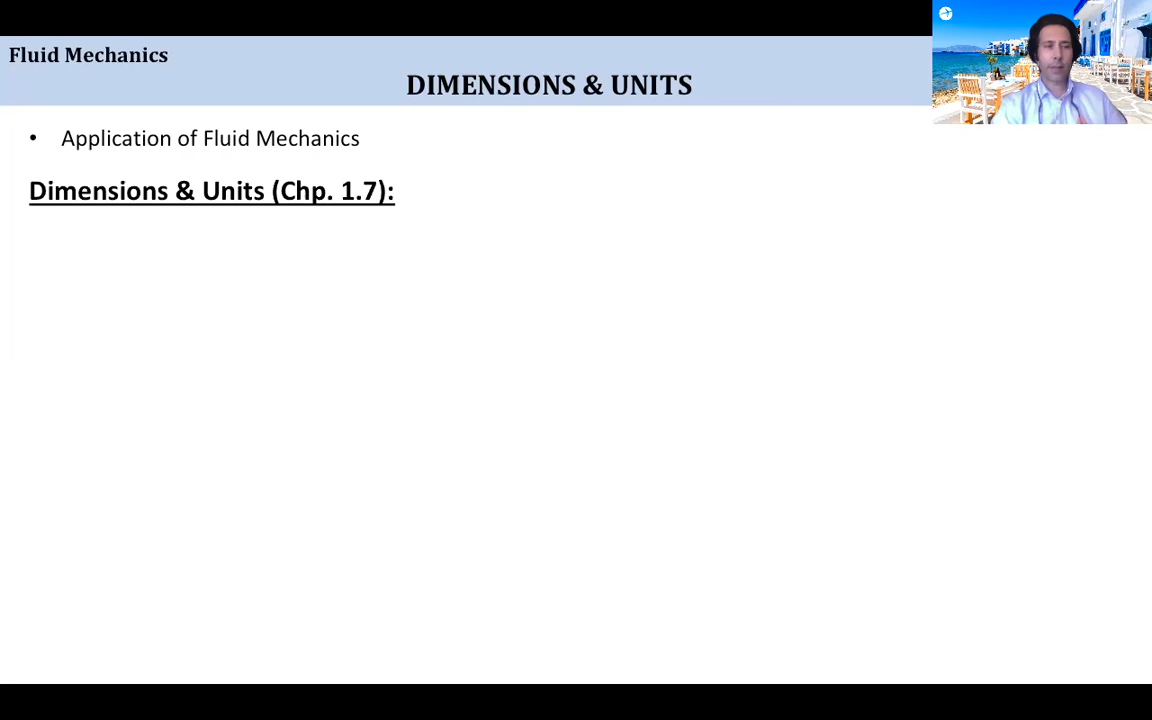 Fluid Mechanics
DIMENSIONS & UNITS
• Application of Fluid Mechanics
Dimensions & Units (Chp. 1.7):